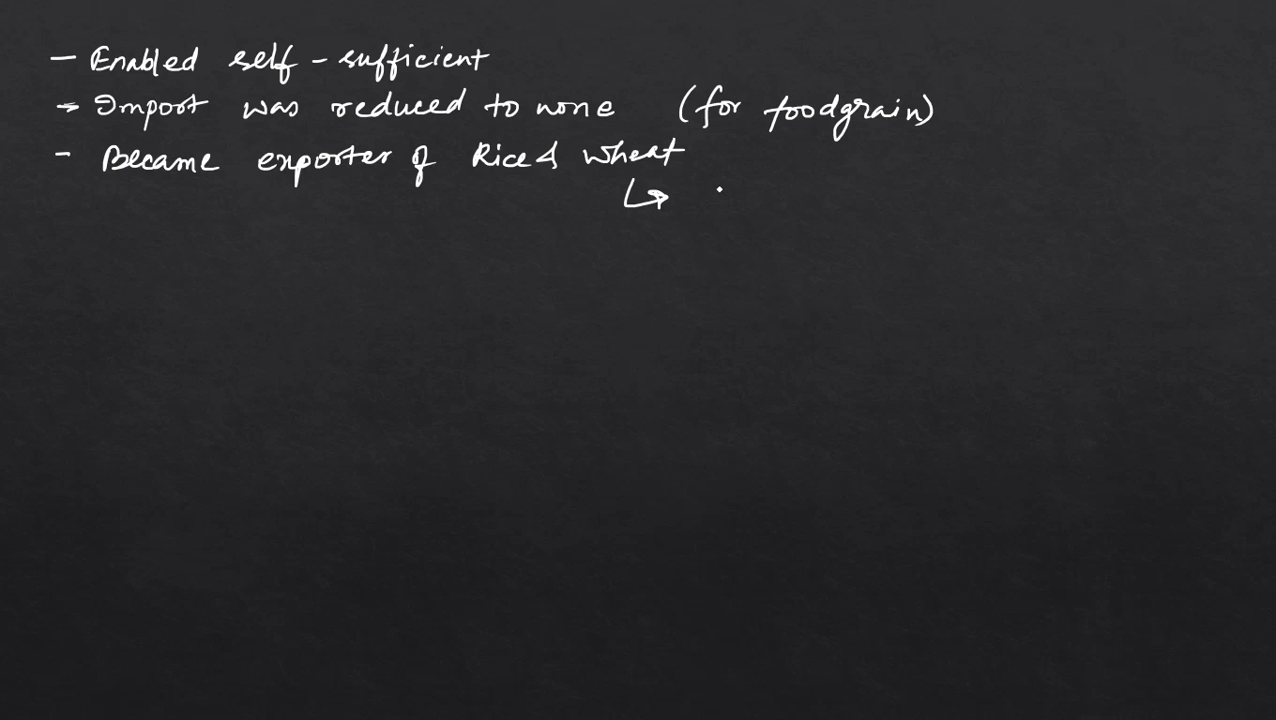 - Enabled self-sufficient
- Import was reduced to none (for foodgrain)
- Became exporter of Rice & Wheat
↳